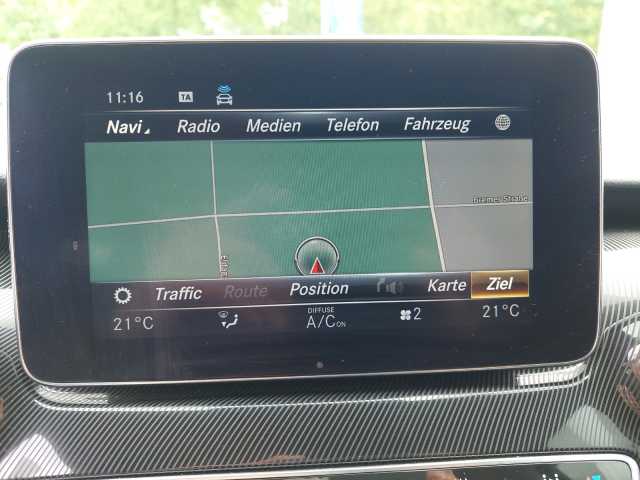 11:16 TA
Navi Radio Medien Telefon Fahrzeug
Traffic Route Position Karte Ziel
21°C DIFFUSE 2 21°C
A/C ON